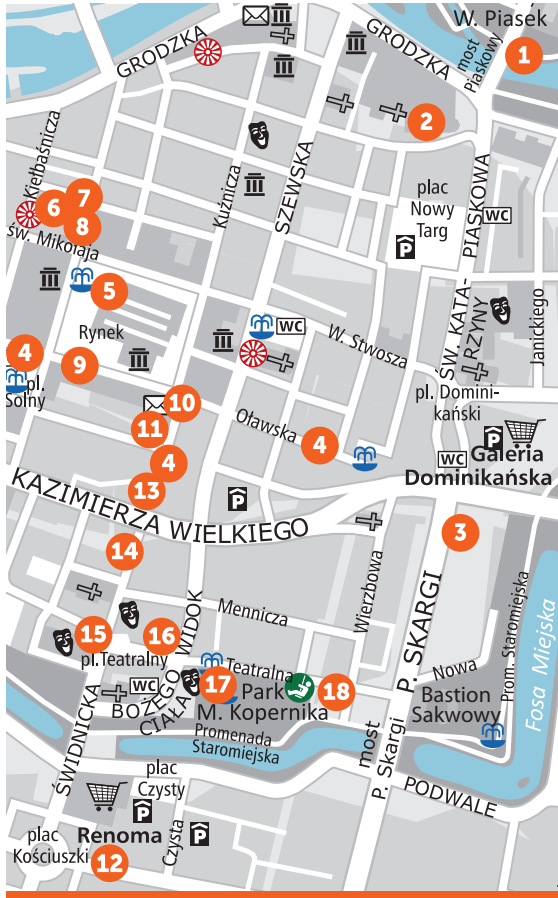 W. Piasek
1
most
Piaskowy
GRODZKA
GRODZKA
2
Kiełbaśnicza
Kuźnicza
SZEWSKA
PIASKOWA
plac
Nowy
Targ
WC
P
7
6
8
św. Mikołaja
5
Rynek
WC
W. Stwosza
ŚW. KATA-
RZYNY
Janickiego
4
pl.
Solny
9
10
11
Oławska
4
pl. Domini-
kański
P
WC
Galeria
Dominikańska
4
13
P
KAZIMIERZA WIELKIEGO
3
14
Mennicza
Wierzbowa
P. SKARGI
Prom. Staromiejska
Fosa Miejska
15
16
WIDOK
pl.Teatralny
Teatralna
Nowa
WC
BOŻEGO
CIAŁA
17
Park
M. Kopernika
18
Bastion
Sakwowy
ŚWIDNICKA
Promenada
Staromiejska
most
P. Skargi
plac
Czysty
PODWALE
P
Renoma
Czysta
P
plac
Kościuszki
12